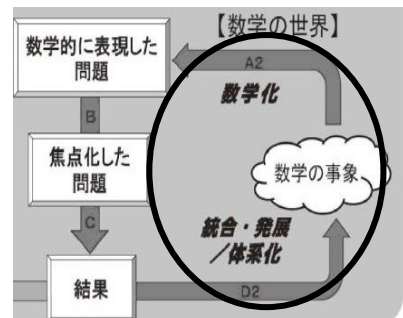 【数学の世界】
数学的に表現した
問題
A2
数学化
B
焦点化した
問題
数学の事象
C
統合・発展
／体系化
結果
D2